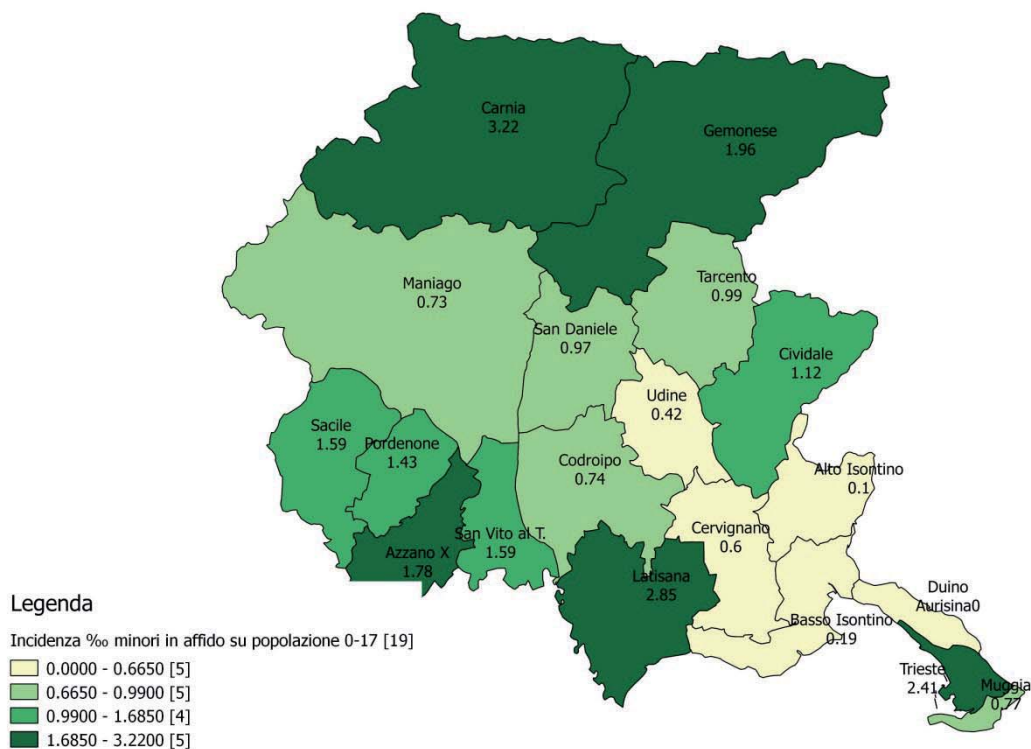 Carnia
3.22
Gemonese
1.96
Maniago
0.73
Tarcento
0.99
San Daniele
0.97
Cividale
1.12
Udine
0.42
Sacile
1.59
Pordenone
1.43
Codroipo
0.74
Alto Isontino
0.1
Cervignano
0.6
San Vito al T.
1.59
Azzano X
1.78
Latisana
2.85
Duino
Aurisina0
Basso Isontino
0.19
Trieste
2.41
Muggia
0.77
Legenda
Incidenza ‰ minori in affido su popolazione 0-17 [19]
0.0000 - 0.6650 [5]
0.6650 - 0.9900 [5]
0.9900 - 1.6850 [4]
1.6850 - 3.2200 [5]